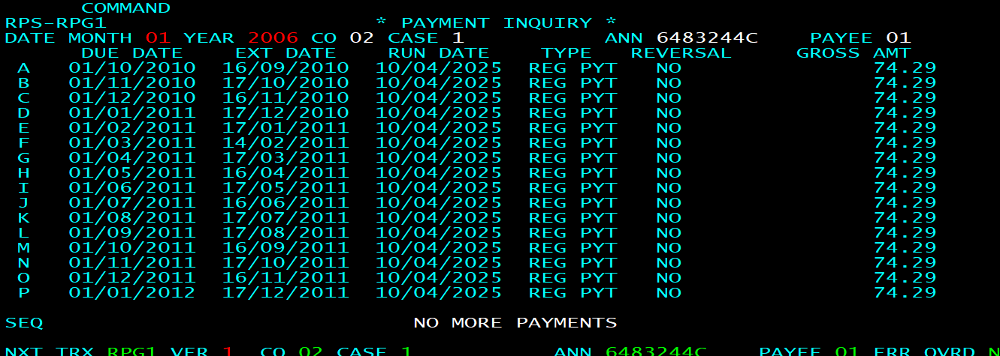 COMMAND
RPS-RPG1 * PAYMENT INQUIRY *
DATE MONTH 01 YEAR 2006 CO 02 CASE 1 ANN 6483244C PAYEE 01
DUE DATE EXT DATE RUN DATE TYPE REVERSAL GROSS AMT
A 01/10/2010 16/09/2010 10/04/2025 REG PYT NO 74.29
B 01/11/2010 17/10/2010 10/04/2025 REG PYT NO 74.29
C 01/12/2010 16/11/2010 10/04/2025 REG PYT NO 74.29
D 01/01/2011 17/12/2010 10/04/2025 REG PYT NO 74.29
E 01/02/2011 17/01/2011 10/04/2025 REG PYT NO 74.29
F 01/03/2011 14/02/2011 10/04/2025 REG PYT NO 74.29
G 01/04/2011 17/03/2011 10/04/2025 REG PYT NO 74.29
H 01/05/2011 16/04/2011 10/04/2025 REG PYT NO 74.29
I 01/06/2011 17/05/2011 10/04/2025 REG PYT NO 74.29
J 01/07/2011 16/06/2011 10/04/2025 REG PYT NO 74.29
K 01/08/2011 17/07/2011 10/04/2025 REG PYT NO 74.29
L 01/09/2011 17/08/2011 10/04/2025 REG PYT NO 74.29
M 01/10/2011 16/09/2011 10/04/2025 REG PYT NO 74.29
N 01/11/2011 17/10/2011 10/04/2025 REG PYT NO 74.29
O 01/12/2011 16/11/2011 10/04/2025 REG PYT NO 74.29
P 01/01/2012 17/12/2011 10/04/2025 REG PYT NO 74.29
SEQ NO MORE PAYMENTS
NXT TRX RPG1 VER 1 CO 02 CASE 1 ANN 6483244C PAYEE 01 ERR OVRD N